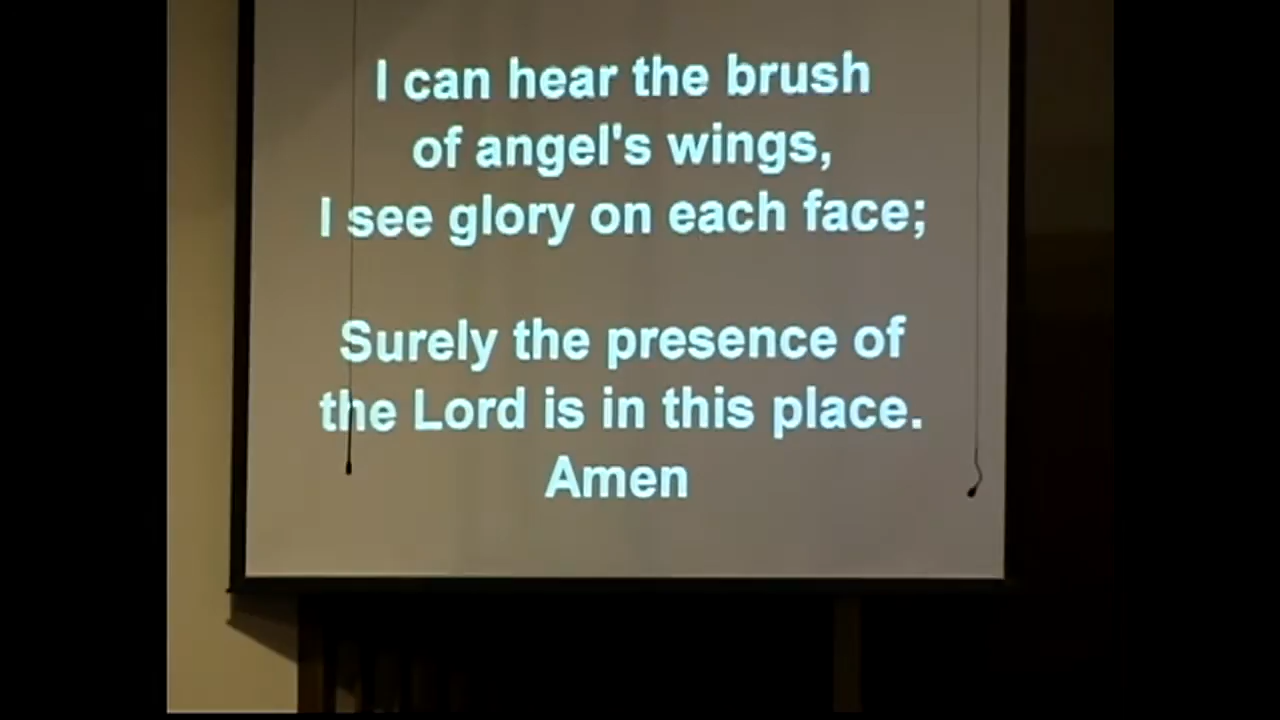 I can hear the brush
of angel's wings,
I see glory on each face;
Surely the presence of
the Lord is in this place.
Amen